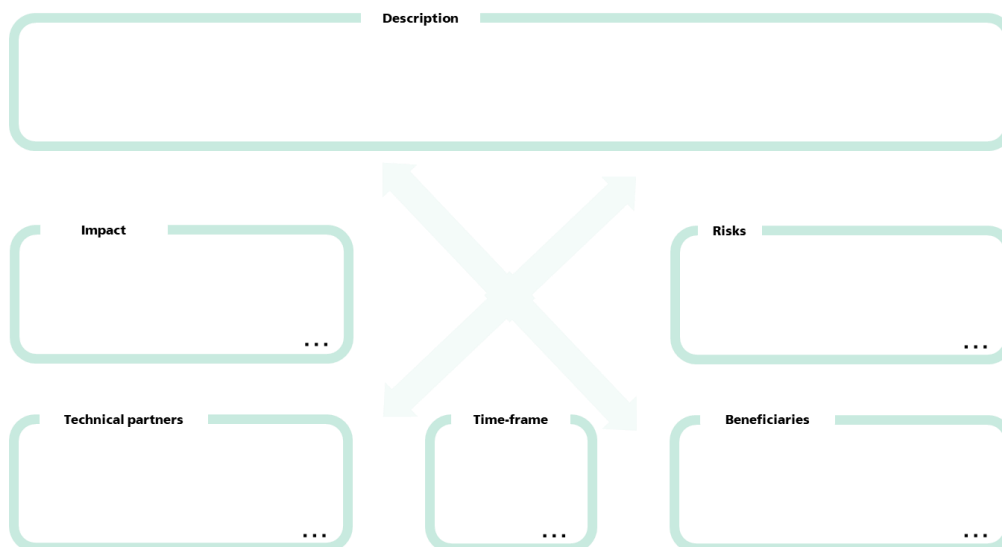 Description
Impact
Risks
...
...
Technical partners
Time-frame
Beneficiaries
...
...
...